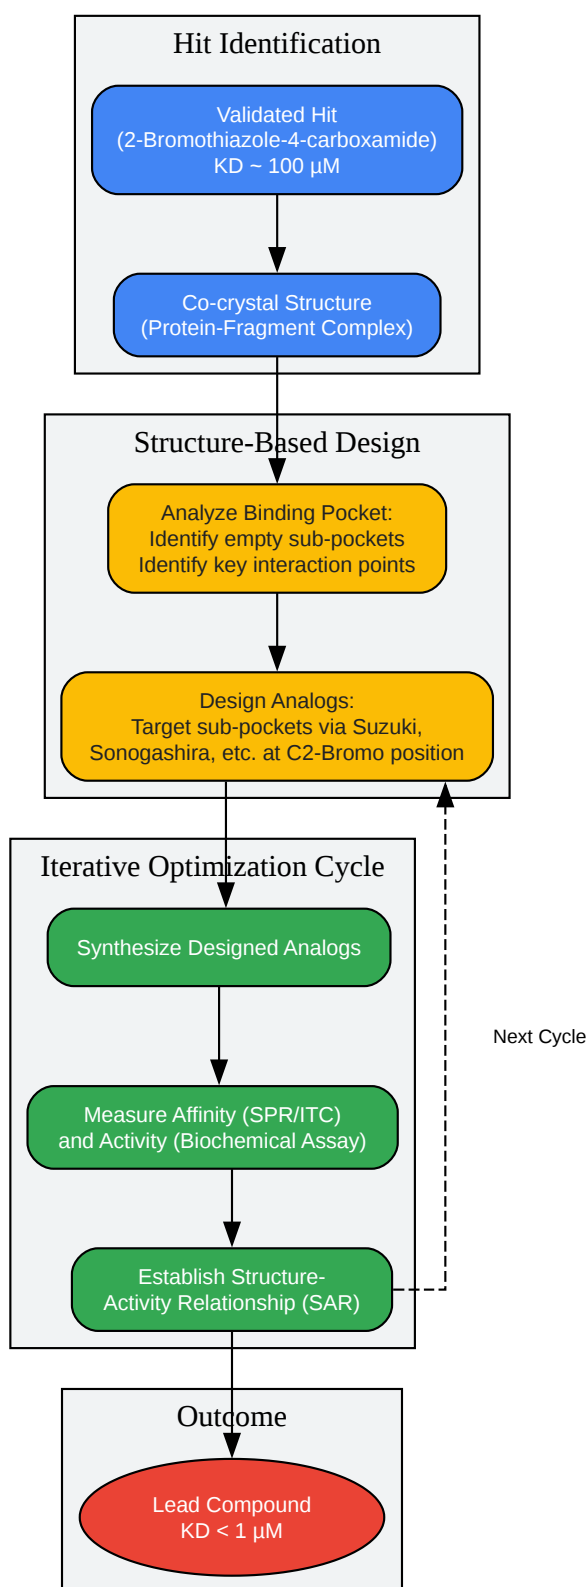 Hit Identification
Validated Hit
(2-Bromothiazole-4-carboxamide)
KD ~ 100 µM
Co-crystal Structure
(Protein-Fragment Complex)
Structure-Based Design
Analyze Binding Pocket:
Identify empty sub-pockets
Identify key interaction points
Design Analogs:
Target sub-pockets via Suzuki,
Sonogashira, etc. at C2-Bromo position
Iterative Optimization Cycle
Synthesize Designed Analogs
Next Cycle
Measure Affinity (SPR/ITC)
and Activity (Biochemical Assay)
Establish Structure-
Activity Relationship (SAR)
Outcome
Lead Compound
KD < 1 µM